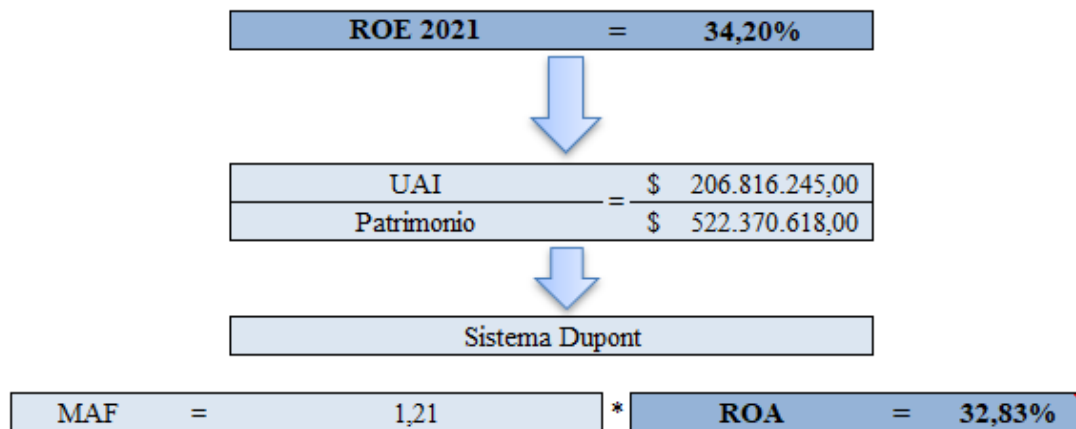 ROE 2021 = 34,20%
UAI = $ 206.816.245,00
Patrimonio $ 522.370.618,00
Sistema Dupont
MAF = 1,21 * ROA = 32,83%